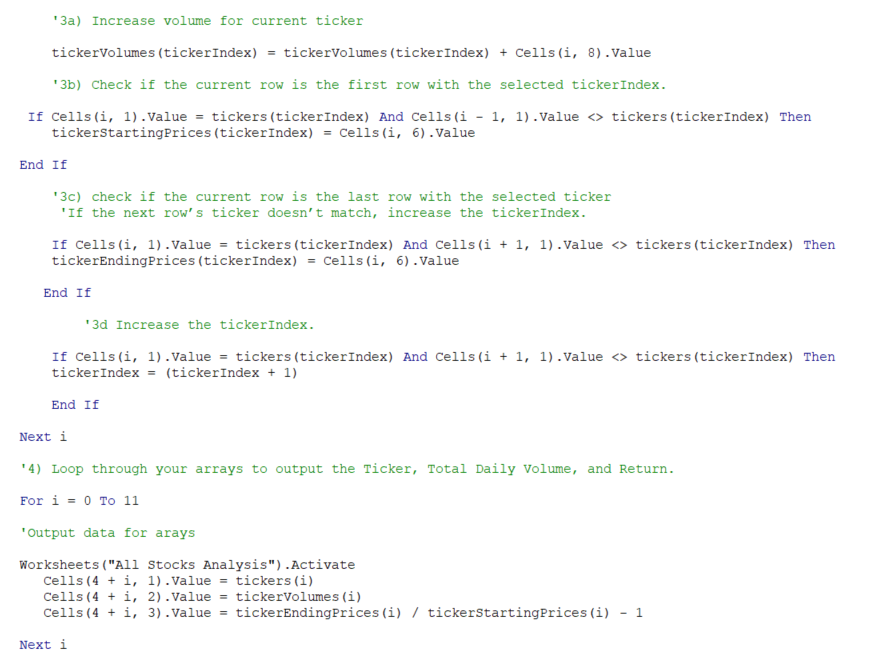 '3a) Increase volume for current ticker
tickerVolumes(tickerIndex) = tickerVolumes(tickerIndex) + Cells(i, 8).Value
'3b) Check if the current row is the first row with the selected tickerIndex.
If Cells(i, 1).Value = tickers(tickerIndex) And Cells(i - 1, 1).Value <> tickers(tickerIndex) Then
tickerStartingPrices(tickerIndex) = Cells(i, 6).Value
End If
'3c) check if the current row is the last row with the selected ticker
'If the next row’s ticker doesn’t match, increase the tickerIndex.
If Cells(i, 1).Value = tickers(tickerIndex) And Cells(i + 1, 1).Value <> tickers(tickerIndex) Then
tickerEndingPrices(tickerIndex) = Cells(i, 6).Value
End If
'3d Increase the tickerIndex.
If Cells(i, 1).Value = tickers(tickerIndex) And Cells(i + 1, 1).Value <> tickers(tickerIndex) Then
tickerIndex = (tickerIndex + 1)
End If
Next i
'4) Loop through your arrays to output the Ticker, Total Daily Volume, and Return.
For i = 0 To 11
'Output data for arays
Worksheets("All Stocks Analysis").Activate
Cells(4 + i, 1).Value = tickers(i)
Cells(4 + i, 2).Value = tickerVolumes(i)
Cells(4 + i, 3).Value = tickerEndingPrices(i) / tickerStartingPrices(i) - 1
Next i